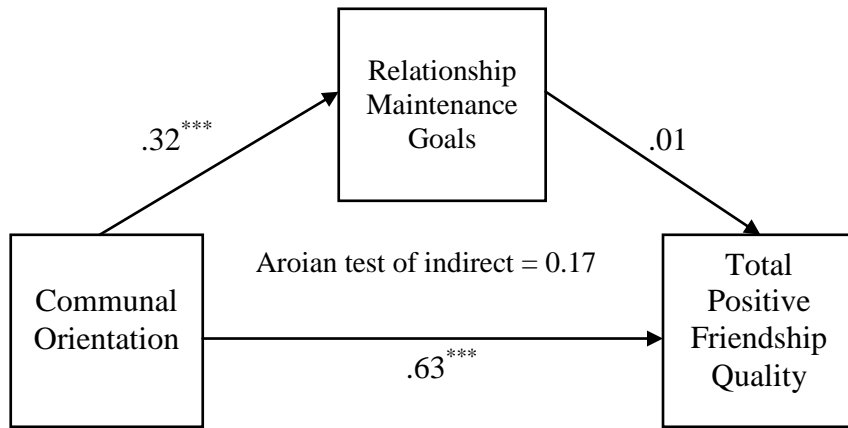 Relationship
Maintenance
Goals
.32***
.01
Aroian test of indirect = 0.17
Communal
Orientation
Total
Positive
Friendship
Quality
.63***